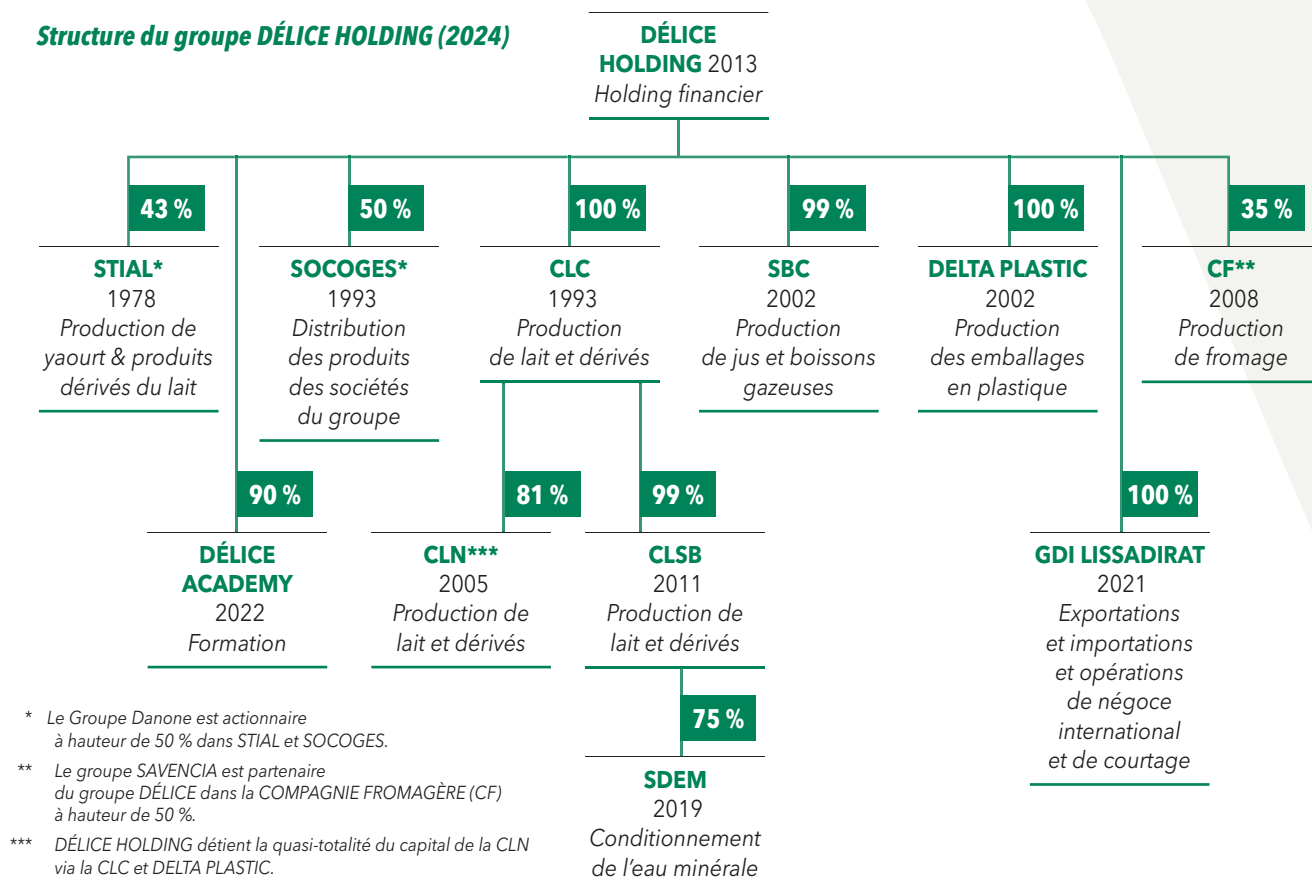 Structure du groupe DÉLICE HOLDING (2024)
DÉLICE
HOLDING 2013
Holding financier
43 %
STIAL*
1978
Production de
yaourt & produits
dérivés du lait
50 %
SOCOGES*
1993
Distribution
des produits
des sociétés
du groupe
100 %
CLC
1993
Production
de lait et dérivés
99 %
SBC
2002
Production
de jus et boissons
gazeuses
100 %
DELTA PLASTIC
2002
Production
des emballages
en plastique
35 %
CF**
2008
Production
de fromage
90 %
DÉLICE
ACADEMY
2022
Formation
81 %
CLN***
2005
Production de
lait et dérivés
99 %
CLSB
2011
Production de
lait et dérivés
100 %
GDI LISSADIRAT
2021
Exportations
et importations
et opérations
de négoce
international
et de courtage
75 %
SDEM
2019
Conditionnement
de l’eau minérale
* Le Groupe Danone est actionnaire
à hauteur de 50 % dans STIAL et SOCOGES.
** Le groupe SAVENCIA est partenaire
du groupe DÉLICE dans la COMPAGNIE FROMAGÈRE (CF)
à hauteur de 50 %.
*** DÉLICE HOLDING détient la quasi-totalité du capital de la CLN
via la CLC et DELTA PLASTIC.